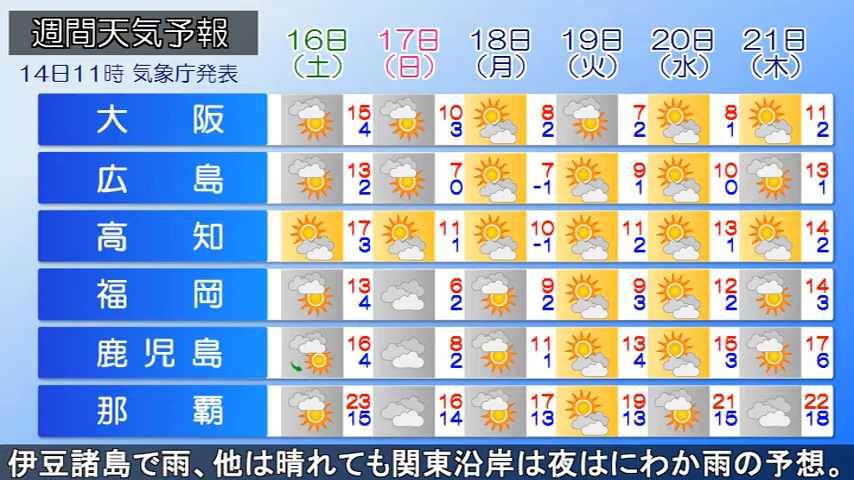 週間天気予報
14日11時 気象庁発表
16日 17日 18日 19日 20日 21日
(土) (日) (月) (火) (水) (木)
大阪 15 4 10 3 8 2 7 2 8 1 11 2
広島 13 2 7 0 7 -1 9 1 10 0 13 1
高知 17 3 11 1 10 -1 11 2 13 1 14 2
福岡 13 4 6 2 9 2 9 3 12 2 14 3
鹿児島 16 4 8 2 11 1 13 4 15 3 17 6
那覇 23 15 16 14 17 13 19 13 21 15 22 18
伊豆諸島で雨、他は晴れても関東沿岸は夜はにわか雨の予想。